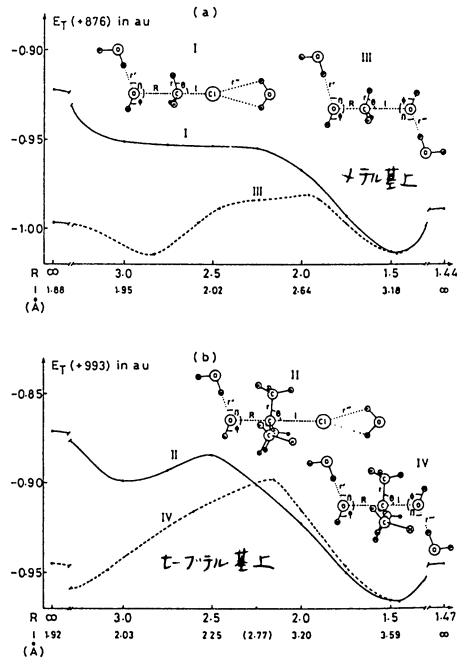 E_T (+876) in au
(a)
I
III
-0.90
-0.95
-1.00
I
III
メチル基上
R ∞ 3.0 2.5 2.0 1.5 1.44
l 1.88 1.95 2.02 2.64 3.18 ∞
(Å)
E_T (+993) in au
(b)
II
IV
-0.85
-0.90
-0.95
II
IV
t-ブチル基上
R ∞ 3.0 2.5 2.0 1.5 1.47
l 1.92 2.03 2.25 (2.77) 3.20 3.59 ∞
(Å)